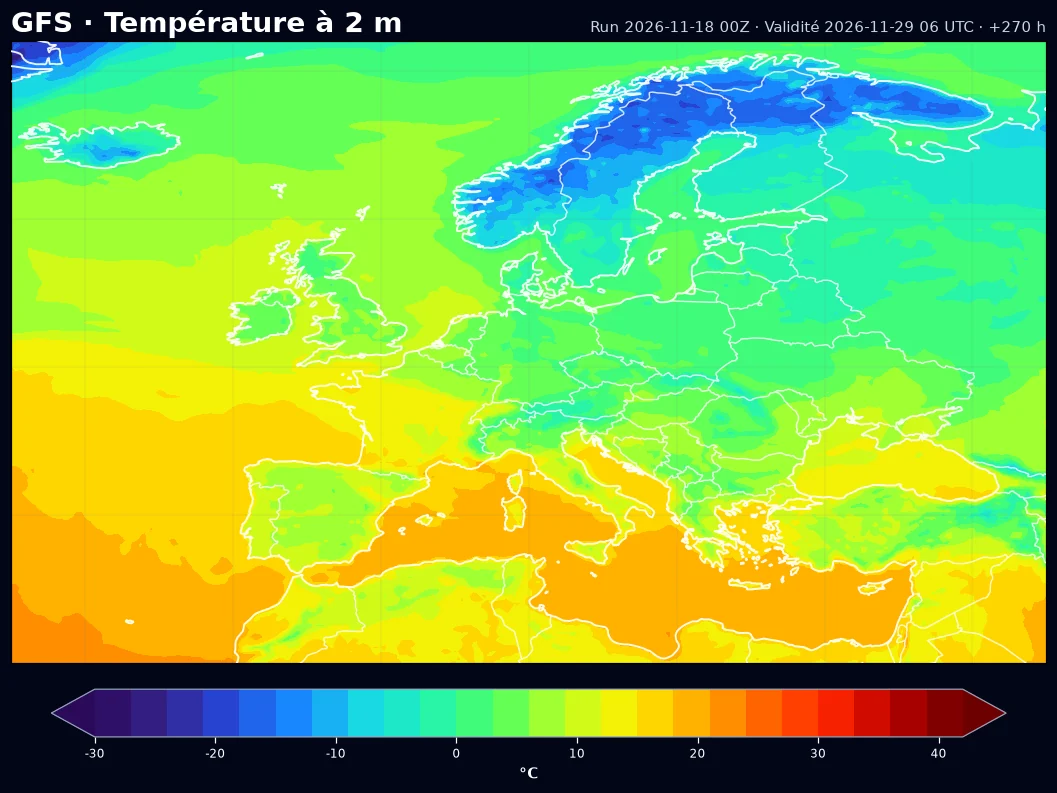 GFS · Température à 2 m
Run 2026-11-18 00Z · Validité 2026-11-29 06 UTC · +270 h
-30 -20 -10 0 10 20 30 40
°C